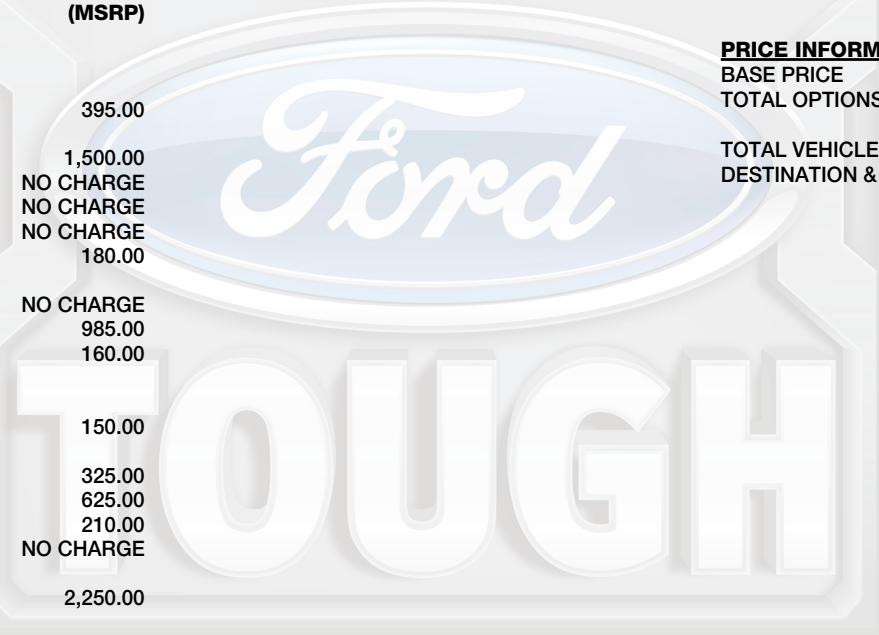 (MSRP)
395.00
1,500.00
NO CHARGE
NO CHARGE
NO CHARGE
180.00
NO CHARGE
985.00
160.00
150.00
325.00
625.00
210.00
NO CHARGE
2,250.00
PRICE INFORM
BASE PRICE
TOTAL OPTIONS
TOTAL VEHICLE
DESTINATION &
Ford
TOUGH